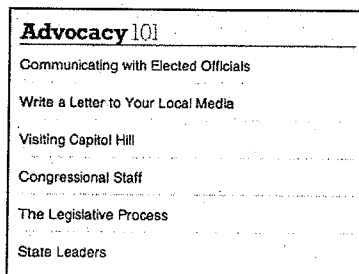 Advocacy 101
Communicating with Elected Officials
Write a Letter to Your Local Media
Visiting Capitol Hill
Congressional Staff
The Legislative Process
State Leaders